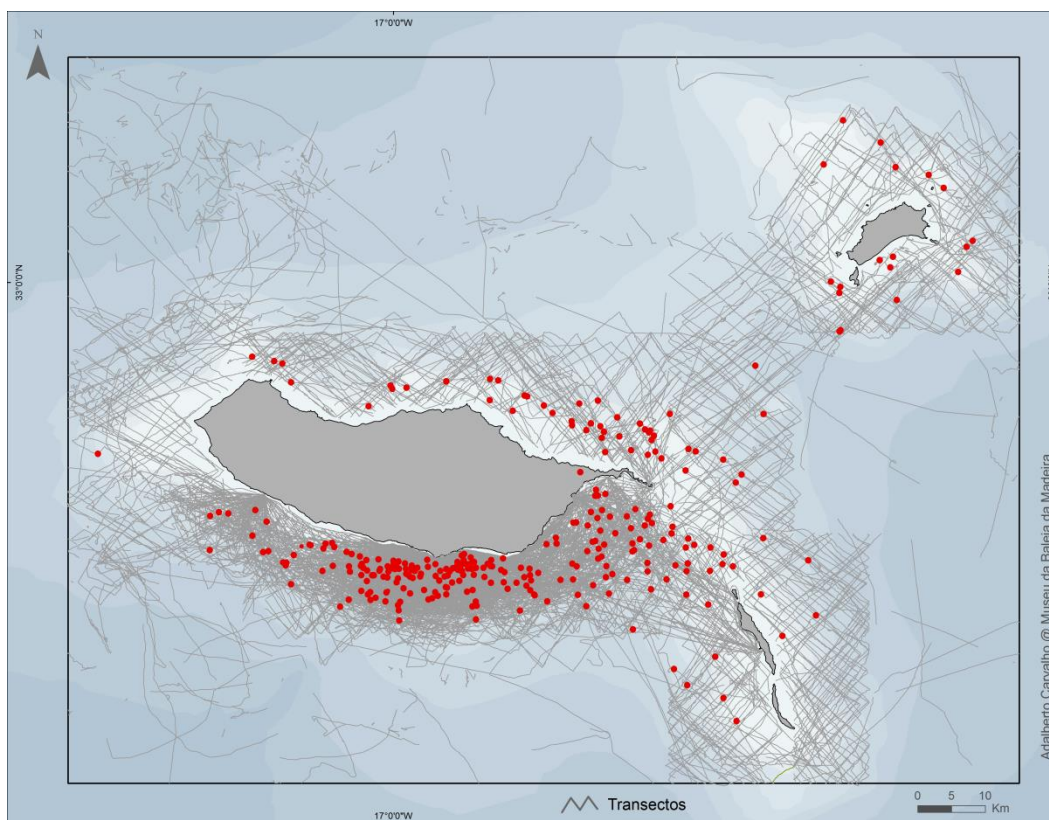 17°0'0"W
N
33°0'0"N
Adalberto Carvalho @ Museu da Baleia da Madeira
Transectos
0 5 10
Km
17°0'0"W